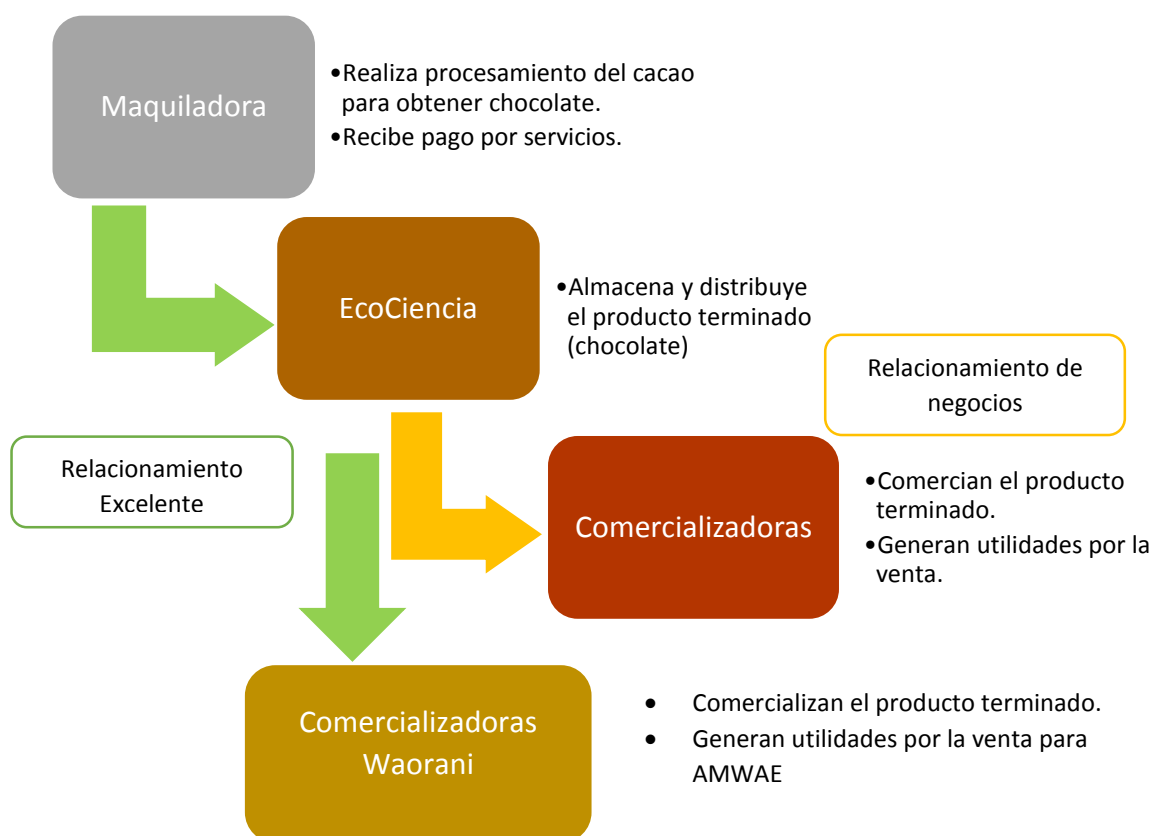 Maquiladora
•Realiza procesamiento del cacao
para obtener chocolate.
•Recibe pago por servicios.
EcoCiencia
•Almacena y distribuye
el producto terminado
(chocolate)
Relacionamiento de
negocios
Relacionamiento
Excelente
Comercializadoras
•Comercian el producto
terminado.
•Generan utilidades por la
venta.
Comercializadoras
Waorani
• Comercializan el producto terminado.
• Generan utilidades por la venta para
AMWAE